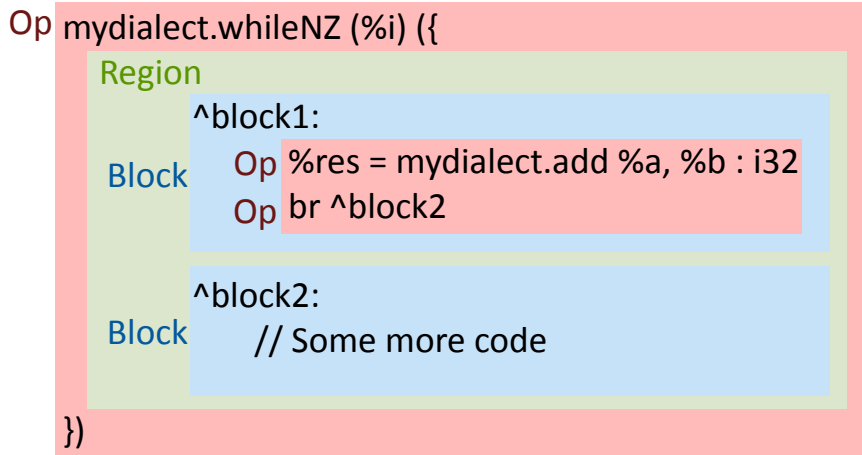 Op mydialect.whileNZ (%i) ({
Region
^block1:
Block Op %res = mydialect.add %a, %b : i32
Op br ^block2
^block2:
Block // Some more code
})